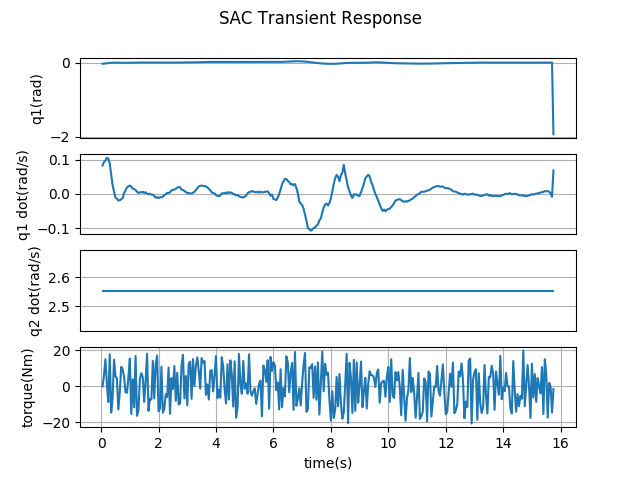 SAC Transient Response
q1(rad)
0
−2
q1 dot(rad/s)
0.1
0.0
−0.1
q2 dot(rad/s)
2.6
2.5
torque(Nm)
20
0
−20
0 2 4 6 8 10 12 14 16
time(s)